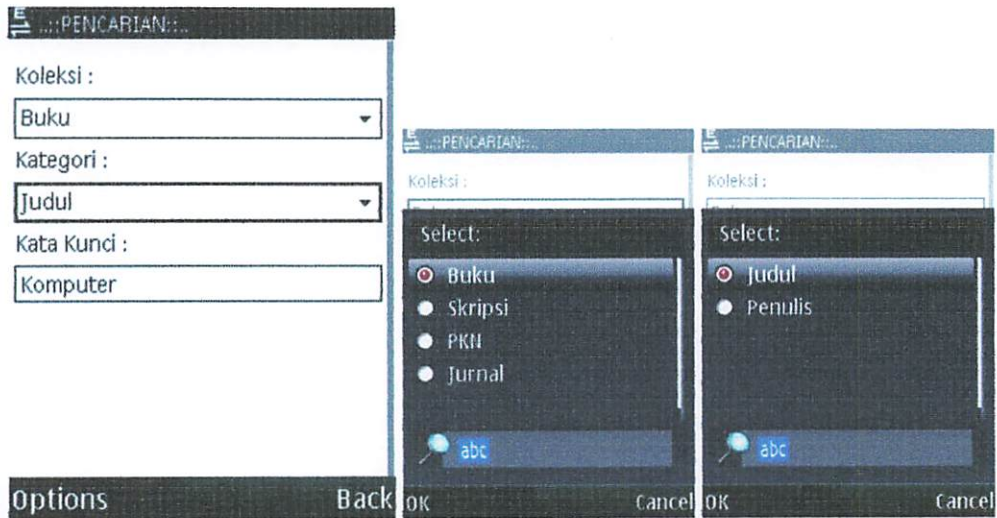 ..::PENCARIAN::..
Koleksi :
Buku
Kategori :
Judul
Kata Kunci :
Komputer
Options Back
..::PENCARIAN::..
Koleksi :
Select:
Buku
Skripsi
PKN
Jurnal
abc
OK Cancel
..::PENCARIAN::..
Koleksi :
Select:
Judul
Penulis
abc
OK Cancel